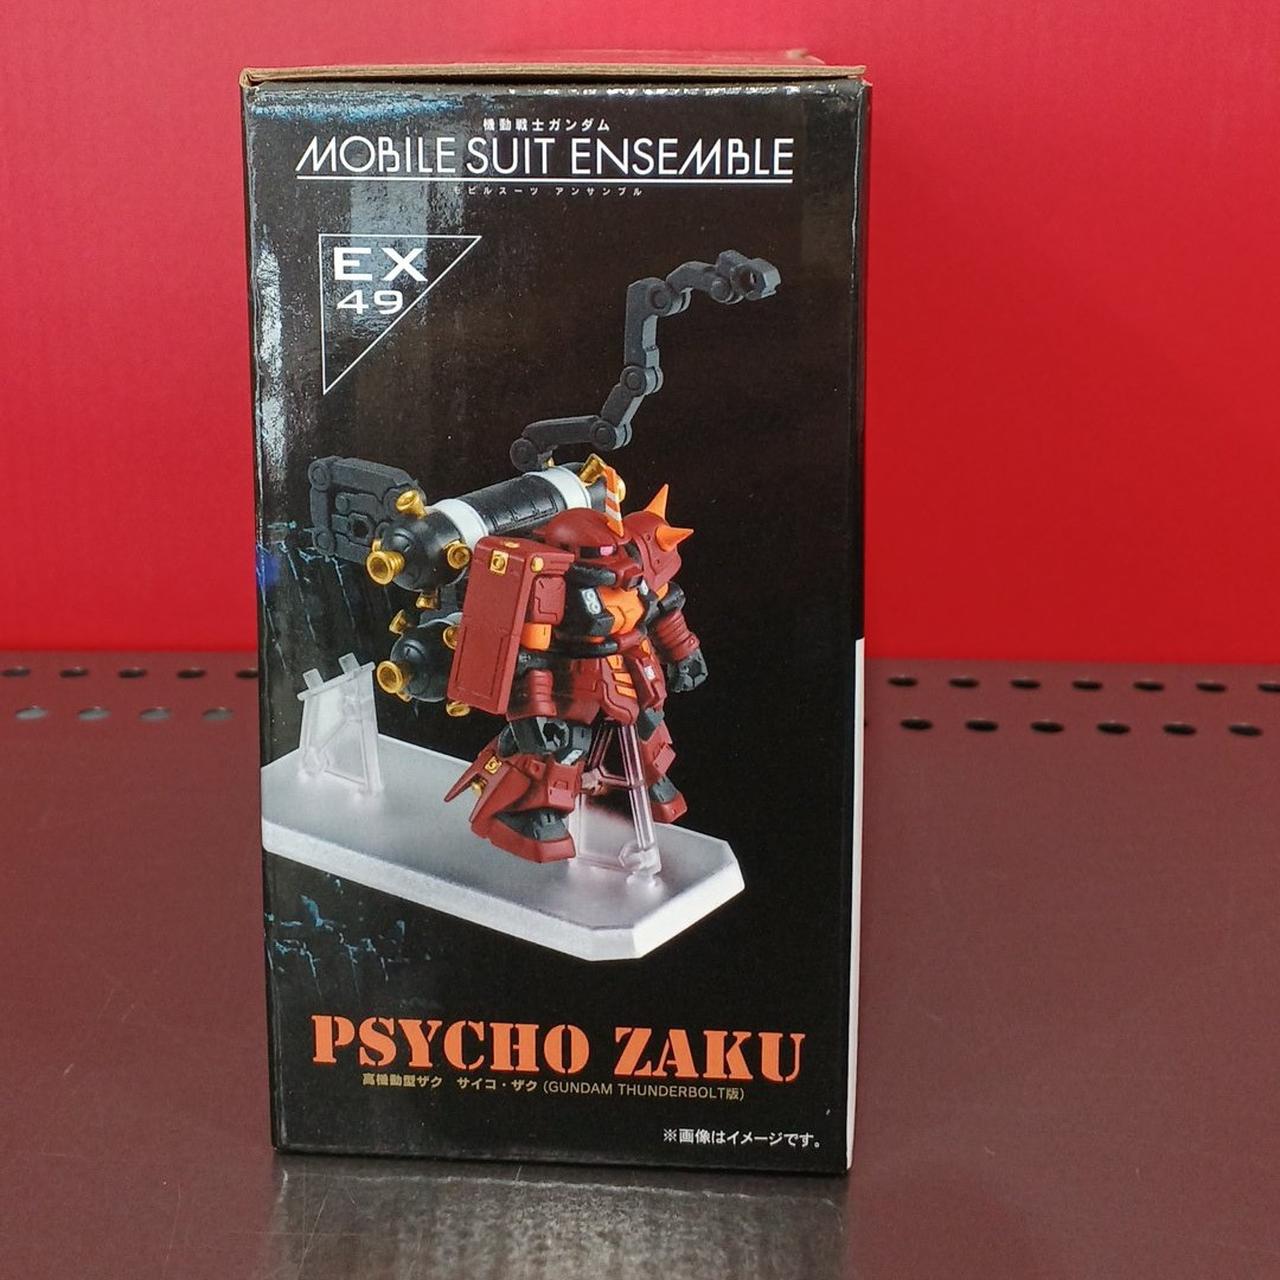 機動戦士ガンダム
MOBILE SUIT ENSEMBLE
モビルスーツ アンサンブル
EX
49
PSYCHO ZAKU
高機動型ザク サイコ・ザク (GUNDAM THUNDERBOLT版)
※画像はイメージです。